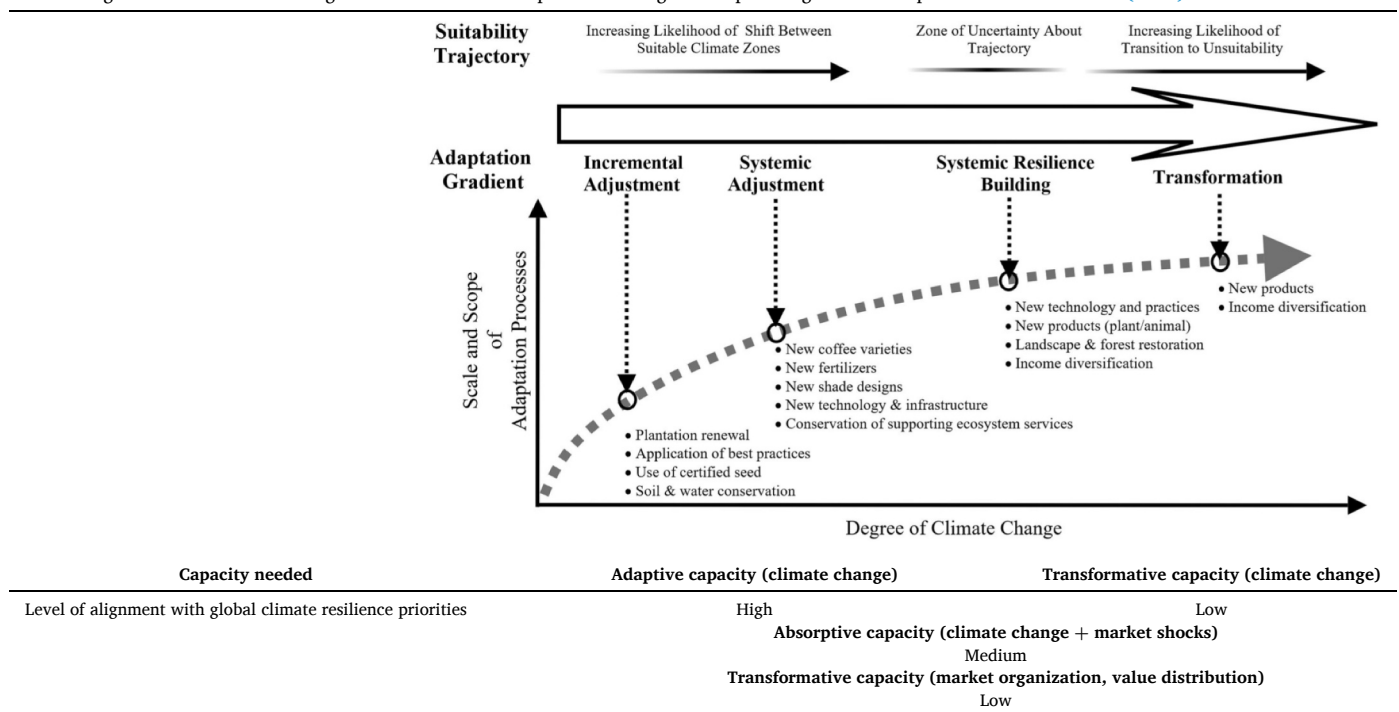 Suitability
Trajectory
Increasing Likelihood of Shift Between
Suitable Climate Zones
Zone of Uncertainty About
Trajectory
Increasing Likelihood of
Transition to Unsuitability
Adaptation
Gradient
Incremental
Adjustment
Systemic
Adjustment
Systemic Resilience
Building
Transformation
Scale and Scope
of
Adaptation Processes
• New products
• Income diversification
• New technology and practices
• New products (plant/animal)
• Landscape & forest restoration
• Income diversification
• New coffee varieties
• New fertilizers
• New shade designs
• New technology & infrastructure
• Conservation of supporting ecosystem services
• Plantation renewal
• Application of best practices
• Use of certified seed
• Soil & water conservation
Degree of Climate Change
Capacity needed Adaptive capacity (climate change) Transformative capacity (climate change)
Level of alignment with global climate resilience priorities High Low
Absorptive capacity (climate change + market shocks)
Medium
Transformative capacity (market organization, value distribution)
Low